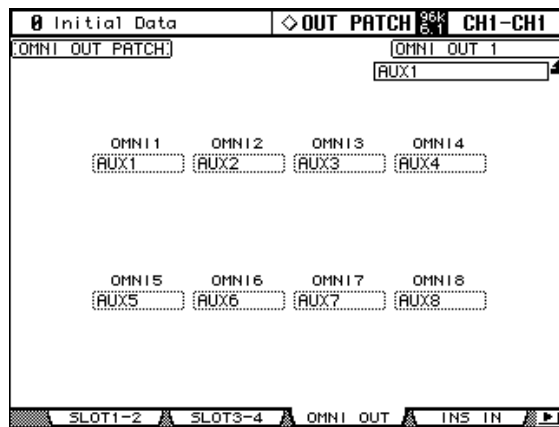 0 Initial Data ◇OUT PATCH 96k 6.1 CH1-CH1
OMNI OUT PATCH
OMNI OUT 1
AUX1
OMNI1 OMNI2 OMNI3 OMNI4
AUX1 AUX2 AUX3 AUX4
OMNI5 OMNI6 OMNI7 OMNI8
AUX5 AUX6 AUX7 AUX8
SLOT1-2 SLOT3-4 OMNI OUT INS IN